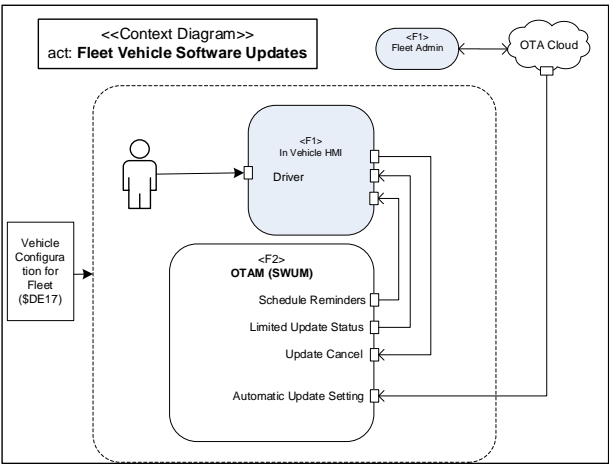 <<Context Diagram>>
act: Fleet Vehicle Software Updates
<F1>
Fleet Admin
OTA Cloud
<F1>
In Vehicle HMI
Driver
Vehicle
Configura
tion for
Fleet
($DE17)
<F2>
OTAM (SWUM)
Schedule Reminders
Limited Update Status
Update Cancel
Automatic Update Setting